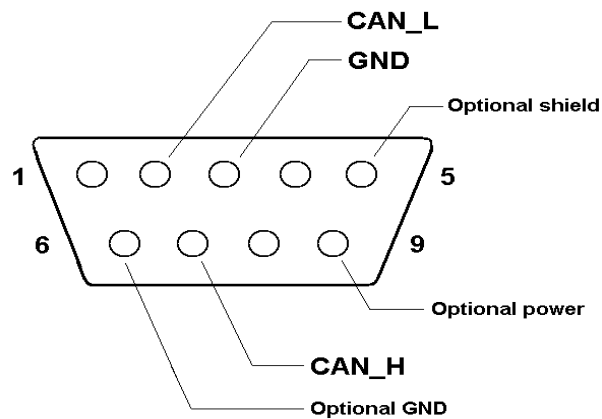 CAN_L
GND
Optional shield
1
5
6
9
Optional power
CAN_H
Optional GND